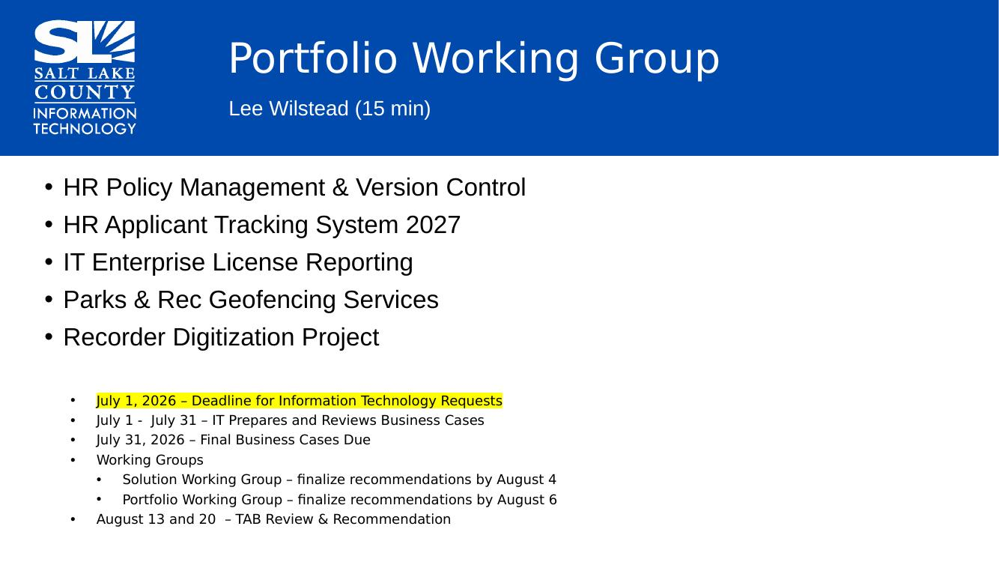 SL
SALT LAKE
COUNTY
INFORMATION
TECHNOLOGY
Portfolio Working Group
Lee Wilstead (15 min)
• HR Policy Management & Version Control
• HR Applicant Tracking System 2027
• IT Enterprise License Reporting
• Parks & Rec Geofencing Services
• Recorder Digitization Project
• July 1, 2026 – Deadline for Information Technology Requests
• July 1 -  July 31 – IT Prepares and Reviews Business Cases
• July 31, 2026 – Final Business Cases Due
• Working Groups
• Solution Working Group – finalize recommendations by August 4
• Portfolio Working Group – finalize recommendations by August 6
• August 13 and 20  – TAB Review & Recommendation